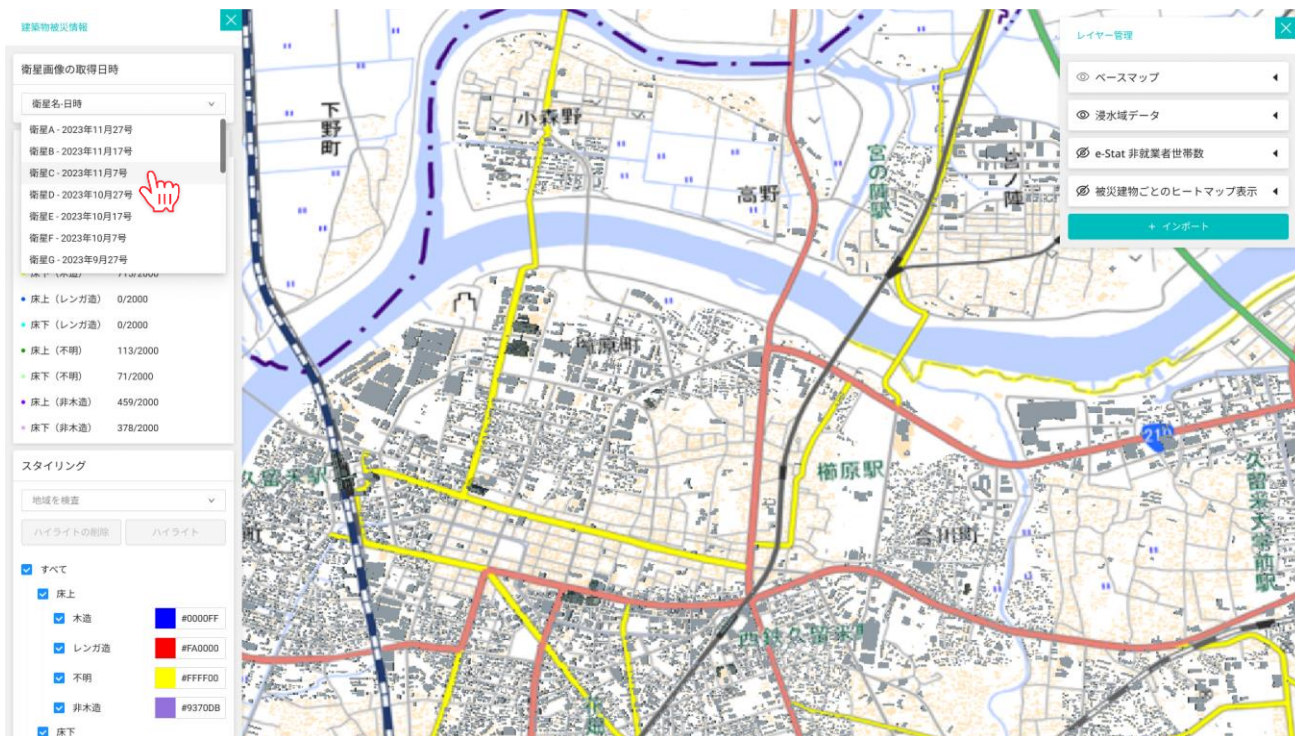 建築物被災情報
衛星画像の取得日時
衛星名-日時
衛星A - 2023年11月27号
衛星B - 2023年11月17号
衛星C - 2023年11月7号
衛星D - 2023年10月27号
衛星E - 2023年10月17号
衛星F - 2023年10月7号
衛星G - 2023年9月27号
床下（木造） 713/2000
床上（レンガ造） 0/2000
床下（レンガ造） 0/2000
床上（不明） 113/2000
床下（不明） 71/2000
床上（非木造） 459/2000
床下（非木造） 378/2000
スタイリング
地域を検査
ハイライトの削除 ハイライト
すべて
床上
木造 #0000FF
レンガ造 #FA0000
不明 #FFFF00
非木造 #9370DB
床下
下野町
小森野
高野
宮の陣駅
宮ノ陣
櫛原町
久留米駅
櫛原駅
合川町
西鉄久留米駅
久留米大学前駅
210
レイヤー管理
ベースマップ
浸水域データ
e-Stat 非就業者世帯数
被災建物ごとのヒートマップ表示
+ インポート